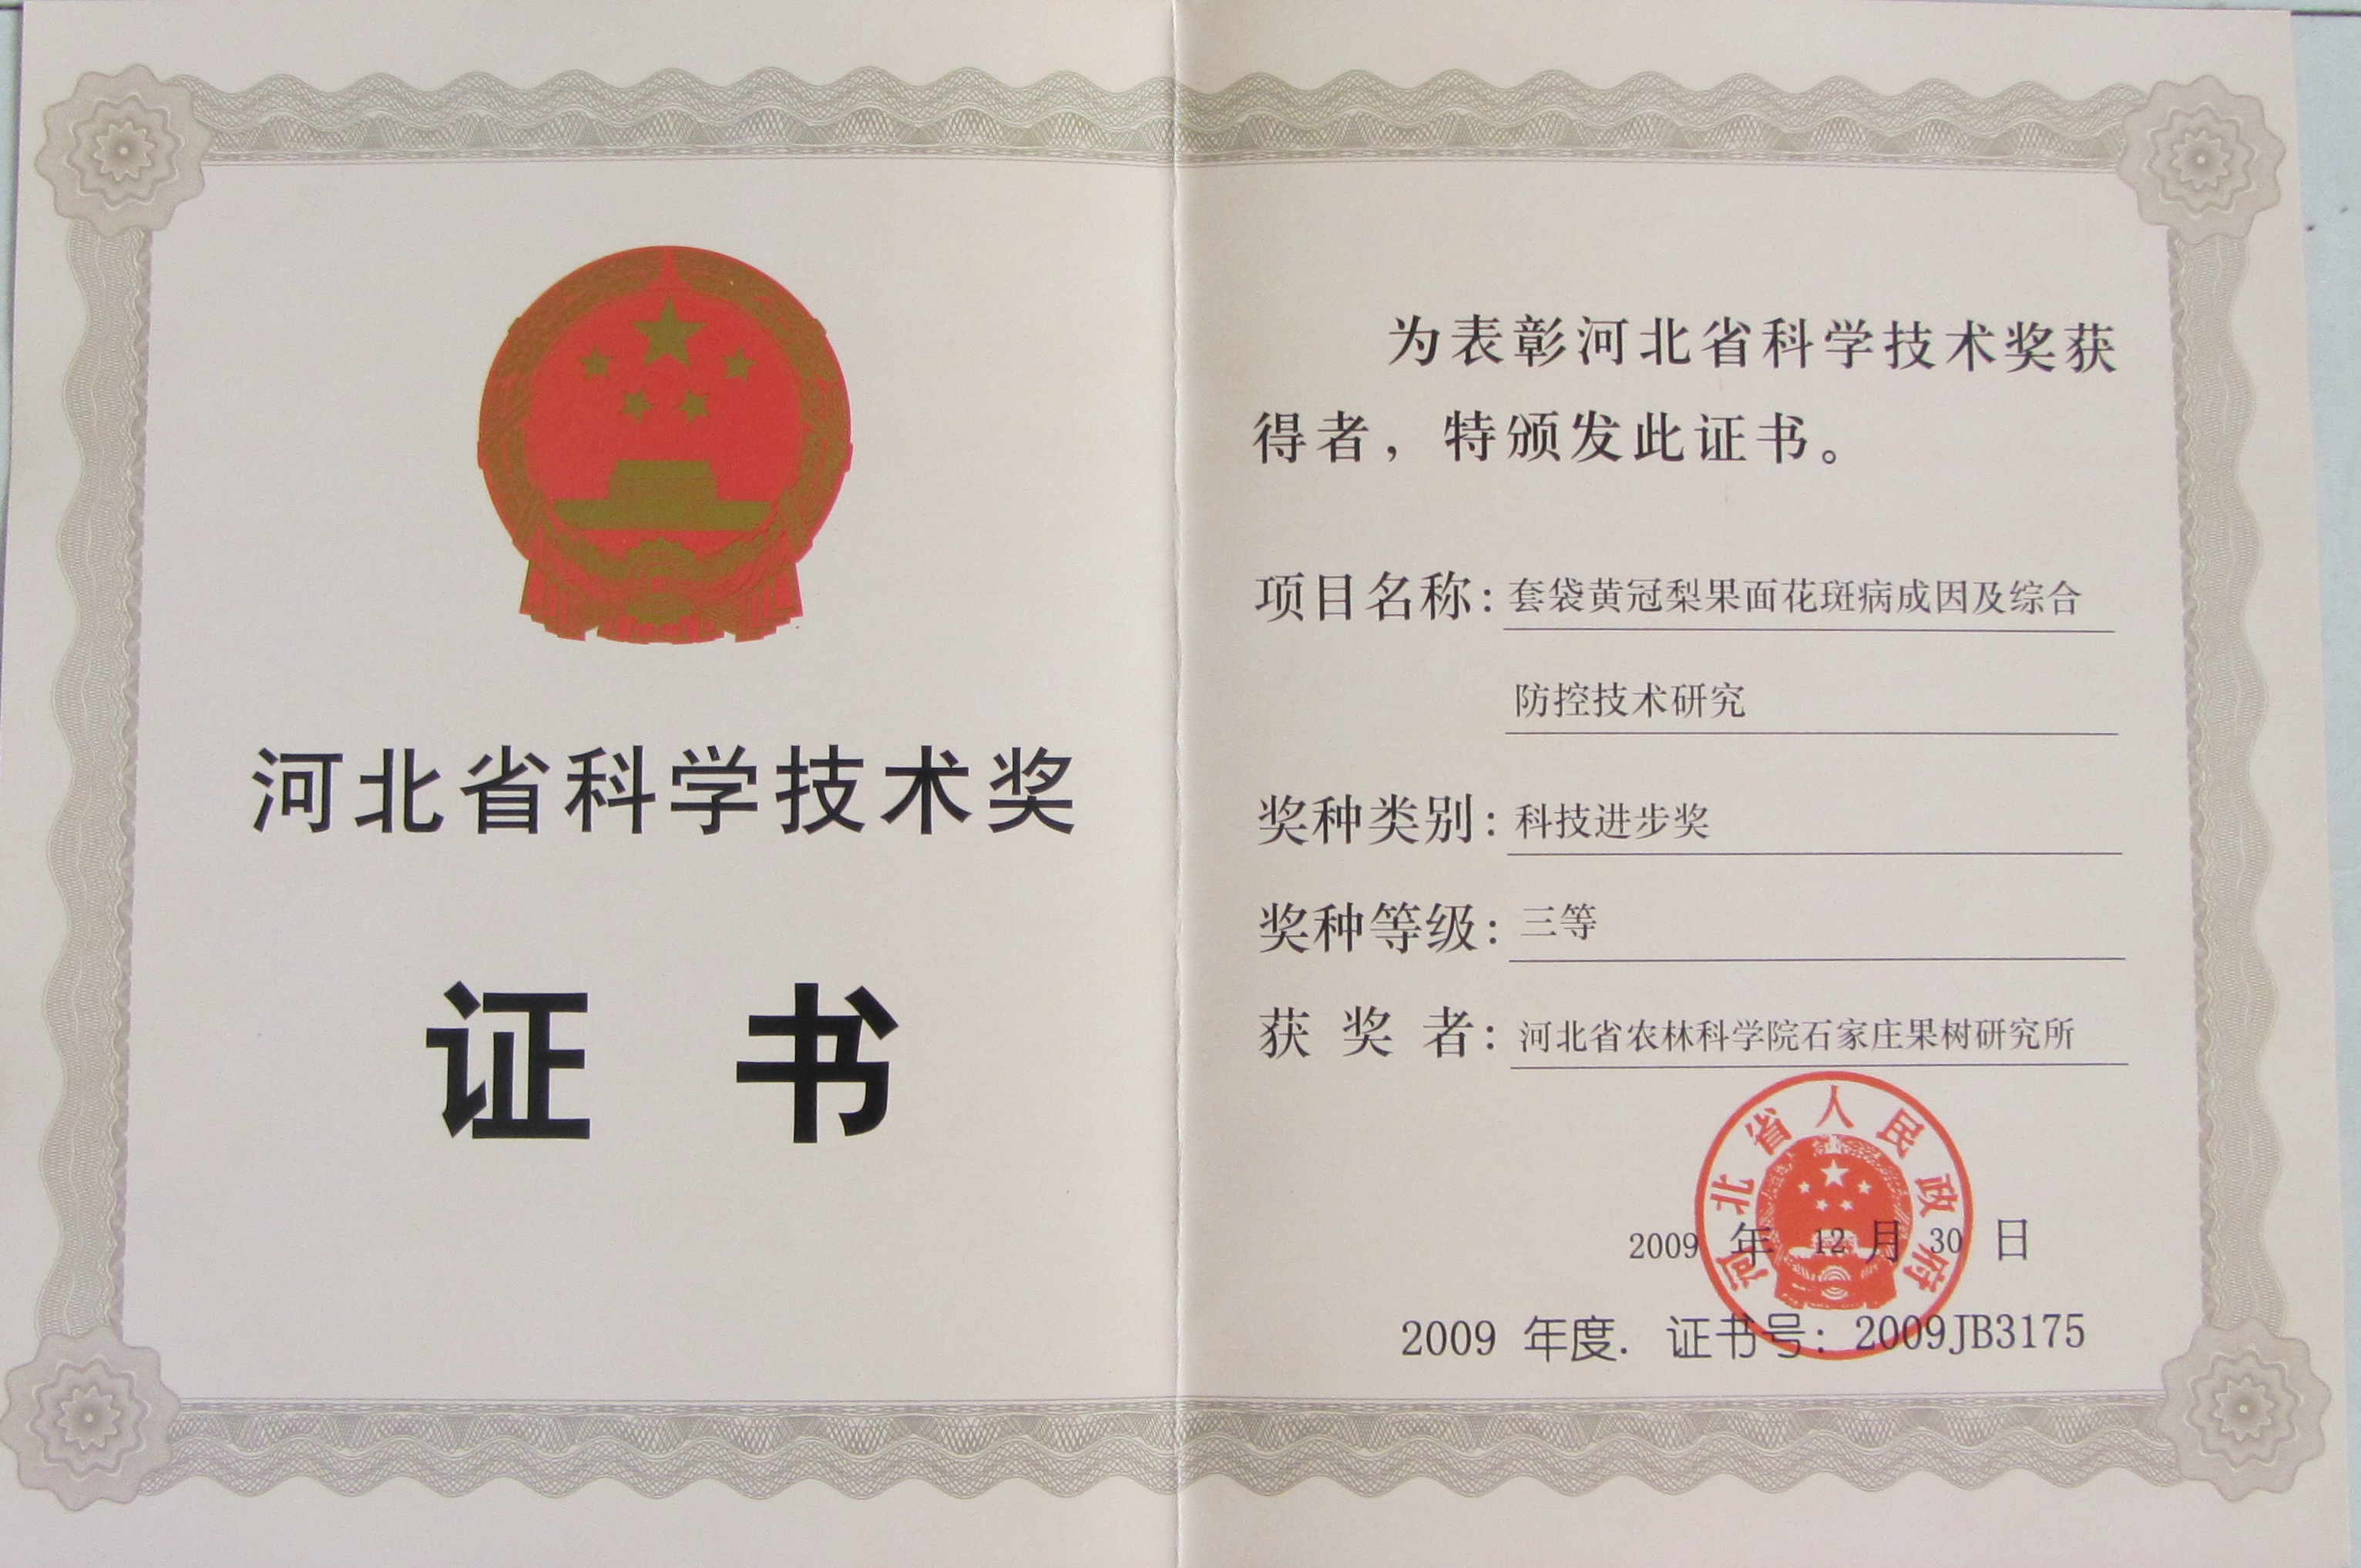 河北省科学技术奖
证书
为表彰河北省科学技术奖获
得者，特颁发此证书。
项目名称：套袋黄冠梨果面花斑病成因及综合
防控技术研究
奖种类别：科技进步奖
奖种等级：三等
获奖者：河北省农林科学院石家庄果树研究所
河北省人民政府
2009 年 12 月 30 日
2009 年度. 证书号：2009JB3175